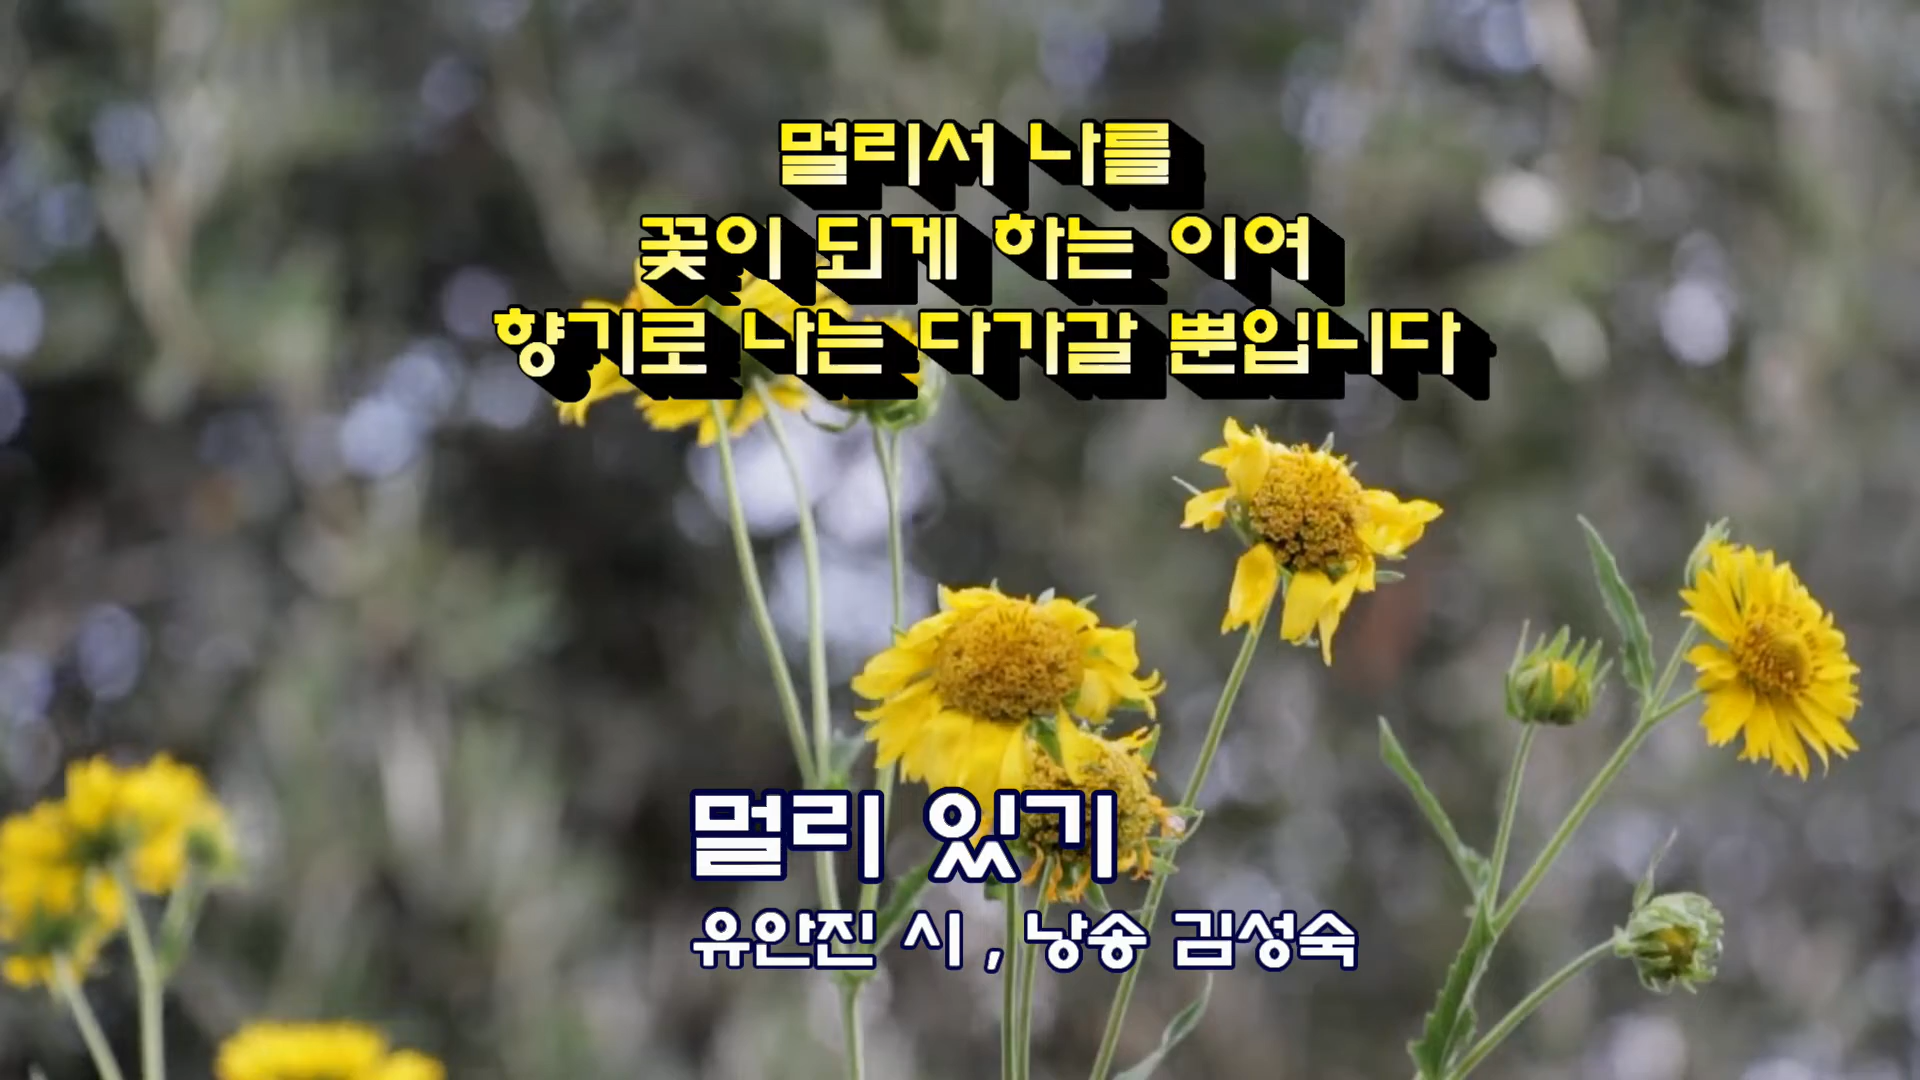 멀리서 나를
꽃이 되게 하는 이여
향기로 나는 다가갈 뿐입니다
멀리 있기
유안진 시 , 낭송 김성숙